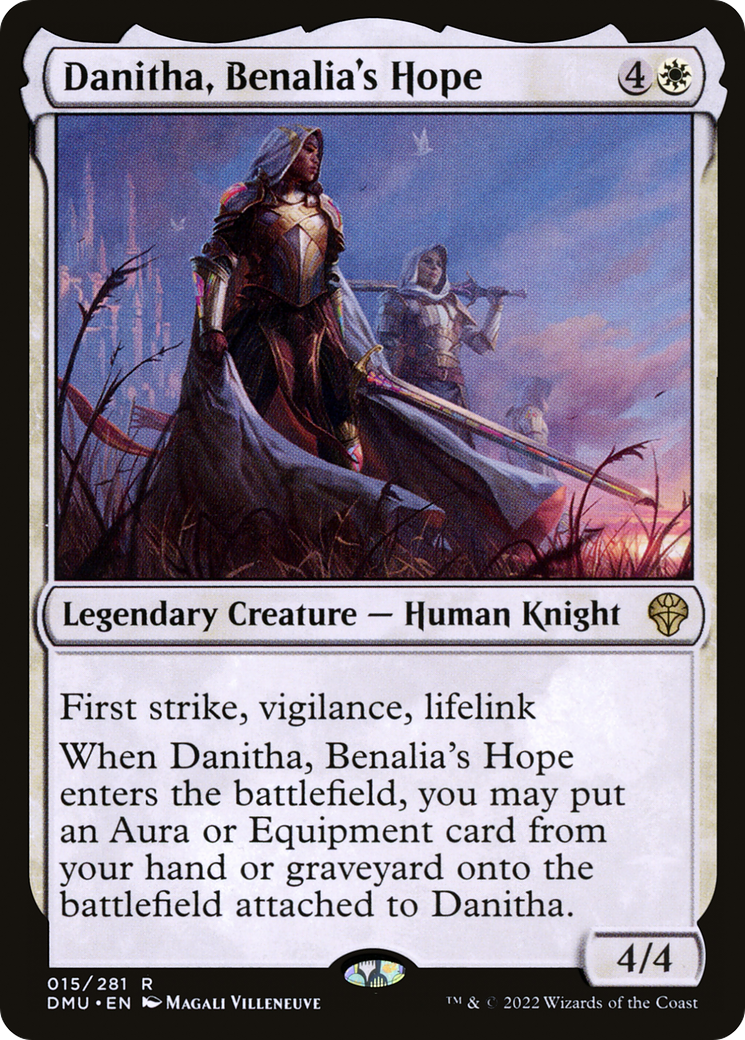 Danitha, Benalia's Hope 4
Legendary Creature — Human Knight
First strike, vigilance, lifelink
When Danitha, Benalia's Hope
enters the battlefield, you may put
an Aura or Equipment card from
your hand or graveyard onto the
battlefield attached to Danitha.
4/4
015/281 R
DMU • EN Magali Villeneuve
™ & © 2022 Wizards of the Coast